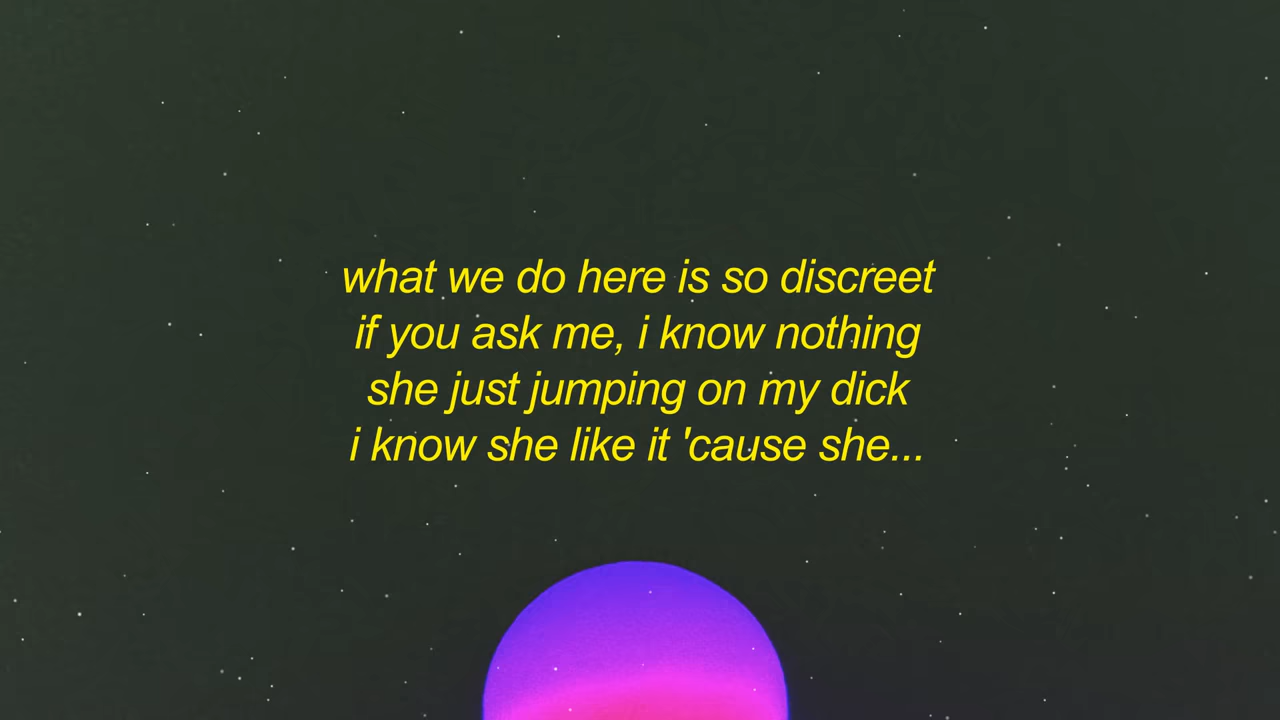 what we do here is so discreet
if you ask me, i know nothing
she just jumping on my dick
i know she like it 'cause she...